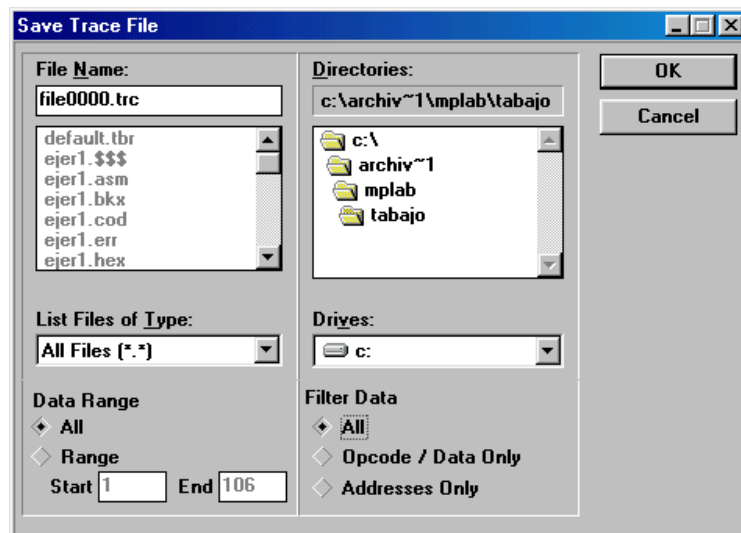 Save Trace File
File Name:
file0000.trc
default.tbr
ejer1.$$$
ejer1.asm
ejer1.bkx
ejer1.cod
ejer1.err
ejer1.hex
List Files of Type:
All Files (*.*)
Directories:
c:\archiv~1\mplab\tabajo
c:\
archiv~1
mplab
tabajo
Drives:
c:
OK
Cancel
Data Range
All
Range
Start 1 End 106
Filter Data
All
Opcode / Data Only
Addresses Only